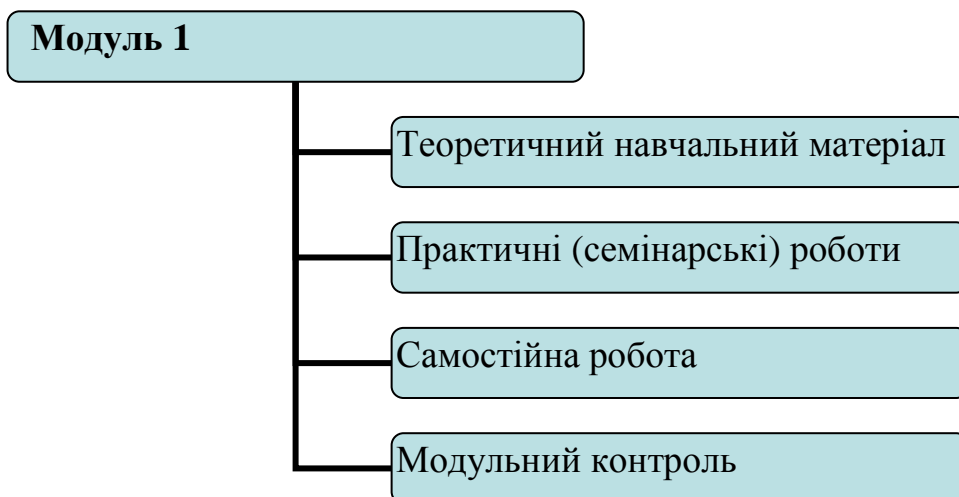 Модуль 1
Теоретичний навчальний матеріал
Практичні (семінарські) роботи
Самостійна робота
Модульний контроль